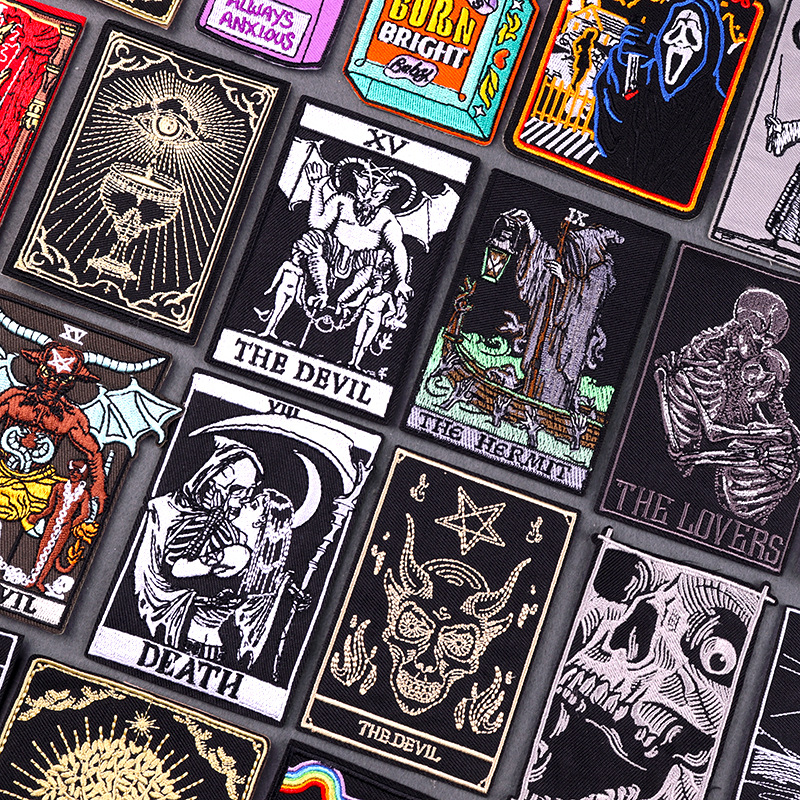 ALWAYS
ANXIOUS
BURN
BRIGHT
Baby!
XV
THE DEVIL
IX
THE HERMIT
THE LOVERS
XV
VIL
VIII
DEATH
THE DEVIL